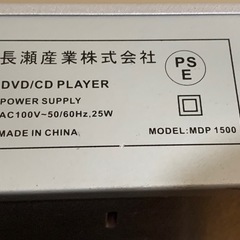 長瀬産業株式会社
PS
E
DVD/CD PLAYER
POWER SUPPLY
AC100V~50/60Hz,25W
MADE IN CHINA
MODEL:MDP 1500